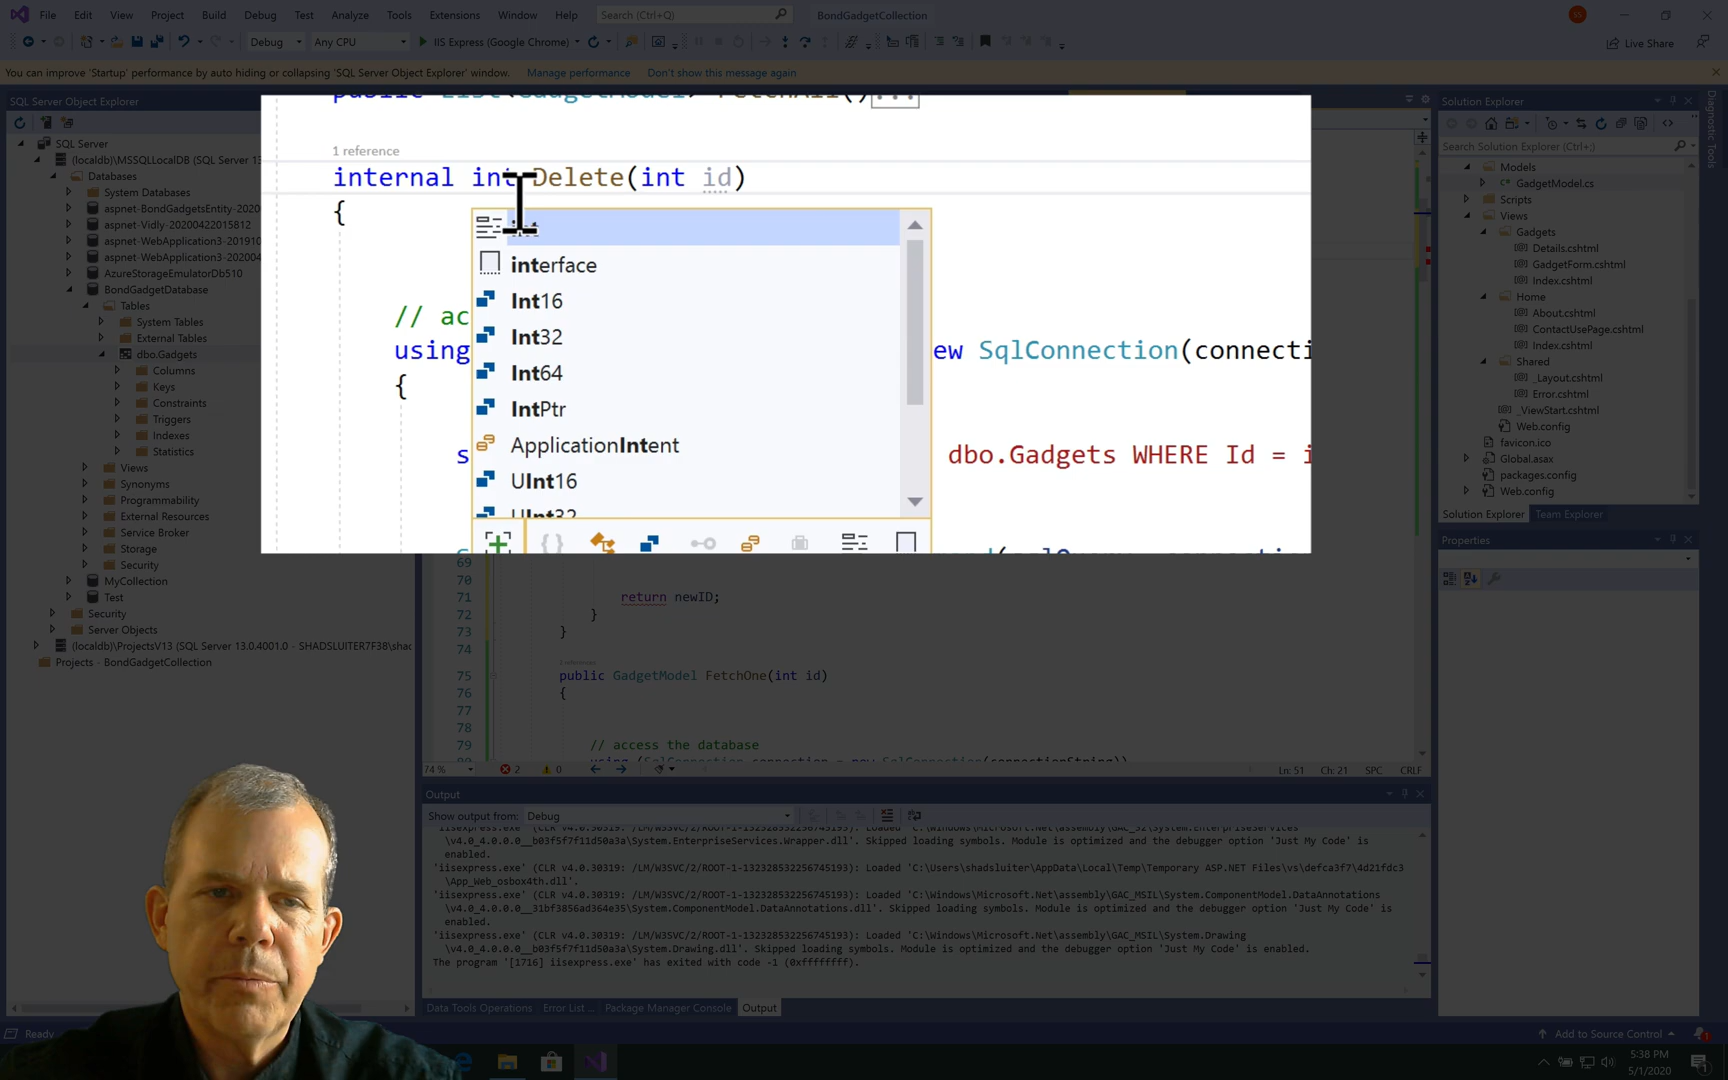 File Edit View Project Build Debug Test Analyze Tools Extensions Window Help Search (Ctrl+Q) BondGadgetCollection
Debug Any CPU IIS Express (Google Chrome) Live Share
You can improve 'Startup' performance by auto hiding or collapsing 'SQL Server Object Explorer' window. Manage performance Don't show this message again
SQL Server Object Explorer
SQL Server
(localdb)\MSSQLLocalDB (SQL Server 13
Databases
System Databases
aspnet-BondGadgetsEntity-2020
aspnet-Vidly-20200422015812
aspnet-WebApplication3-201910
aspnet-WebApplication3-202004
AzureStorageEmulatorDb510
BondGadgetDatabase
Tables
System Tables
External Tables
dbo.Gadgets
Columns
Keys
Constraints
Triggers
Indexes
Statistics
Views
Synonyms
Programmability
External Resources
Service Broker
Storage
Security
MyCollection
Test
Security
Server Objects
(localdb)\ProjectsV13 (SQL Server 13.0.4001.0 - SHADSLUITER7F38\shac
Projects - BondGadgetCollection
public List<GadgetModel> FetchAll()...
1 reference
internal int Delete(int id)
{
int
interface
Int16
Int32
Int64
IntPtr
ApplicationIntent
UInt16
UInt32
// ac
using ew SqlConnection(connecti
{
s dbo.Gadgets WHERE Id = i
69
70
71 return newID;
72 }
73 }
74
75 public GadgetModel FetchOne(int id)
76 {
77
78
79 // access the database
using (SqlConnection connection = new SqlConnection(connectionString))
74 % 2 0 Ln: 51 Ch: 21 SPC CRLF
Output
Show output from: Debug
'iisexpress.exe' (CLR v4.0.30319: /LM/W3SVC/2/ROOT-1-132328532256745193): Loaded 'C:\Windows\Microsoft.Net\assembly\GAC_32\System.EnterpriseServices
\v4.0_4.0.0.0__b03f5f7f11d50a3a\System.EnterpriseServices.Wrapper.dll'. Skipped loading symbols. Module is optimized and the debugger option 'Just My Code' is
enabled.
'iisexpress.exe' (CLR v4.0.30319: /LM/W3SVC/2/ROOT-1-132328532256745193): Loaded 'C:\Users\shadsluiter\AppData\Local\Temp\Temporary ASP.NET Files\vs\defca3f7\4d21fdc3
\App_Web_osbox4th.dll'.
'iisexpress.exe' (CLR v4.0.30319: /LM/W3SVC/2/ROOT-1-132328532256745193): Loaded 'C:\Windows\Microsoft.Net\assembly\GAC_MSIL\System.ComponentModel.DataAnnotations
\v4.0_4.0.0.0__31bf3856ad364e35\System.ComponentModel.DataAnnotations.dll'. Skipped loading symbols. Module is optimized and the debugger option 'Just My Code' is
enabled.
'iisexpress.exe' (CLR v4.0.30319: /LM/W3SVC/2/ROOT-1-132328532256745193): Loaded 'C:\Windows\Microsoft.Net\assembly\GAC_MSIL\System.Drawing
\v4.0_4.0.0.0__b03f5f7f11d50a3a\System.Drawing.dll'. Skipped loading symbols. Module is optimized and the debugger option 'Just My Code' is enabled.
The program '[1716] iisexpress.exe' has exited with code -1 (0xffffffff).
Data Tools Operations Error List ... Package Manager Console Output
Solution Explorer
Search Solution Explorer (Ctrl+;)
Models
GadgetModel.cs
Scripts
Views
Gadgets
Details.cshtml
GadgetForm.cshtml
Index.cshtml
Home
About.cshtml
ContactUsePage.cshtml
Index.cshtml
Shared
_Layout.cshtml
Error.cshtml
_ViewStart.cshtml
Web.config
favicon.ico
Global.asax
packages.config
Web.config
Solution Explorer Team Explorer
Properties
Diagnostic Tools
Ready Add to Source Control
5:38 PM
5/1/2020